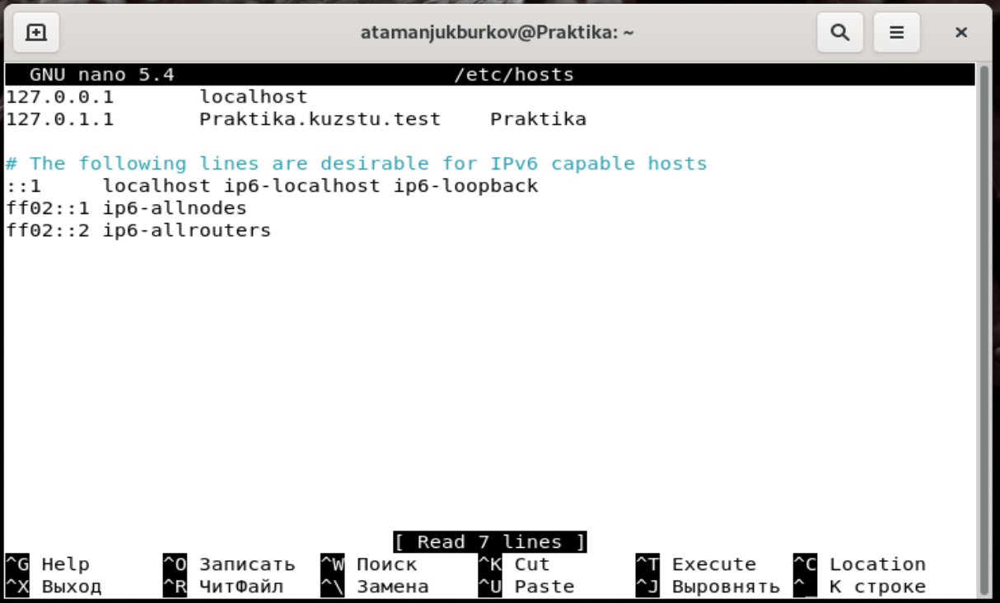 atamanjukburkov@Praktika: ~
GNU nano 5.4 /etc/hosts
127.0.0.1 localhost
127.0.1.1 Praktika.kuzstu.test Praktika
# The following lines are desirable for IPv6 capable hosts
::1 localhost ip6-localhost ip6-loopback
ff02::1 ip6-allnodes
ff02::2 ip6-allrouters
[ Read 7 lines ]
^G Help ^O Записать ^W Поиск ^K Cut ^T Execute ^C Location
^X Выход ^R ЧитФайл ^\ Замена ^U Paste ^J Выровнять ^_ К строке